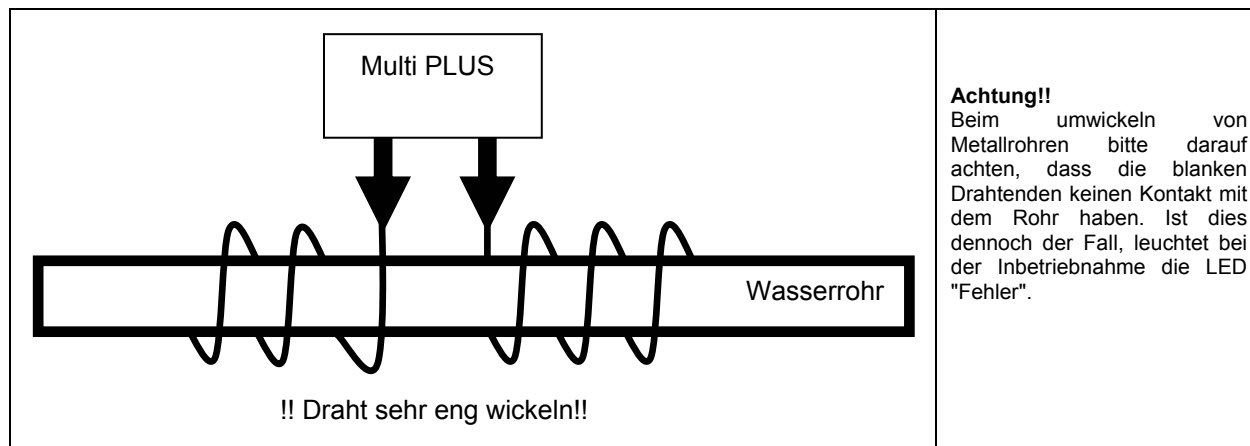 Multi PLUS
Wasserrohr
!! Draht sehr eng wickeln!!
Achtung!!
Beim umwickeln von
Metallrohren bitte darauf
achten, dass die blanken
Drahtenden keinen Kontakt mit
dem Rohr haben. Ist dies
dennoch der Fall, leuchtet bei
der Inbetriebnahme die LED
"Fehler".